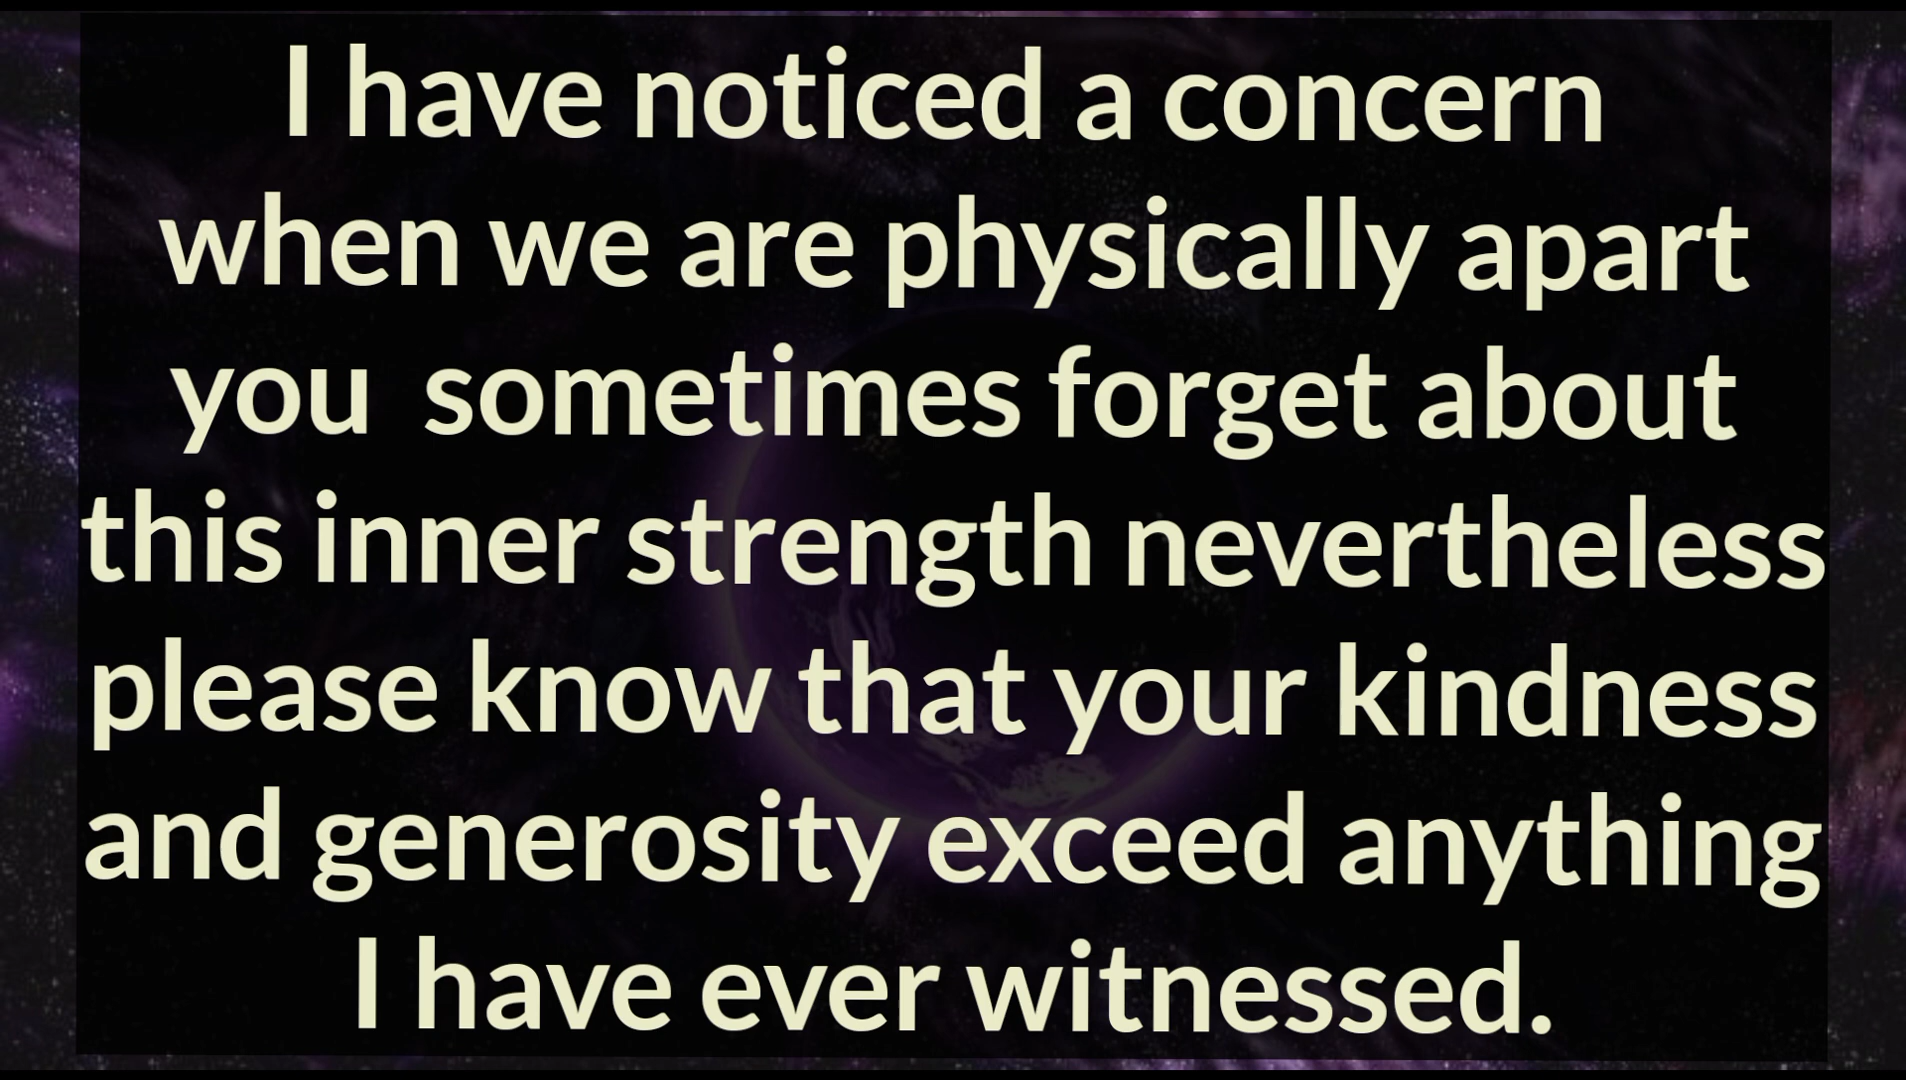 I have noticed a concern
when we are physically apart
you  sometimes forget about
this inner strength nevertheless
please know that your kindness
and generosity exceed anything
I have ever witnessed.